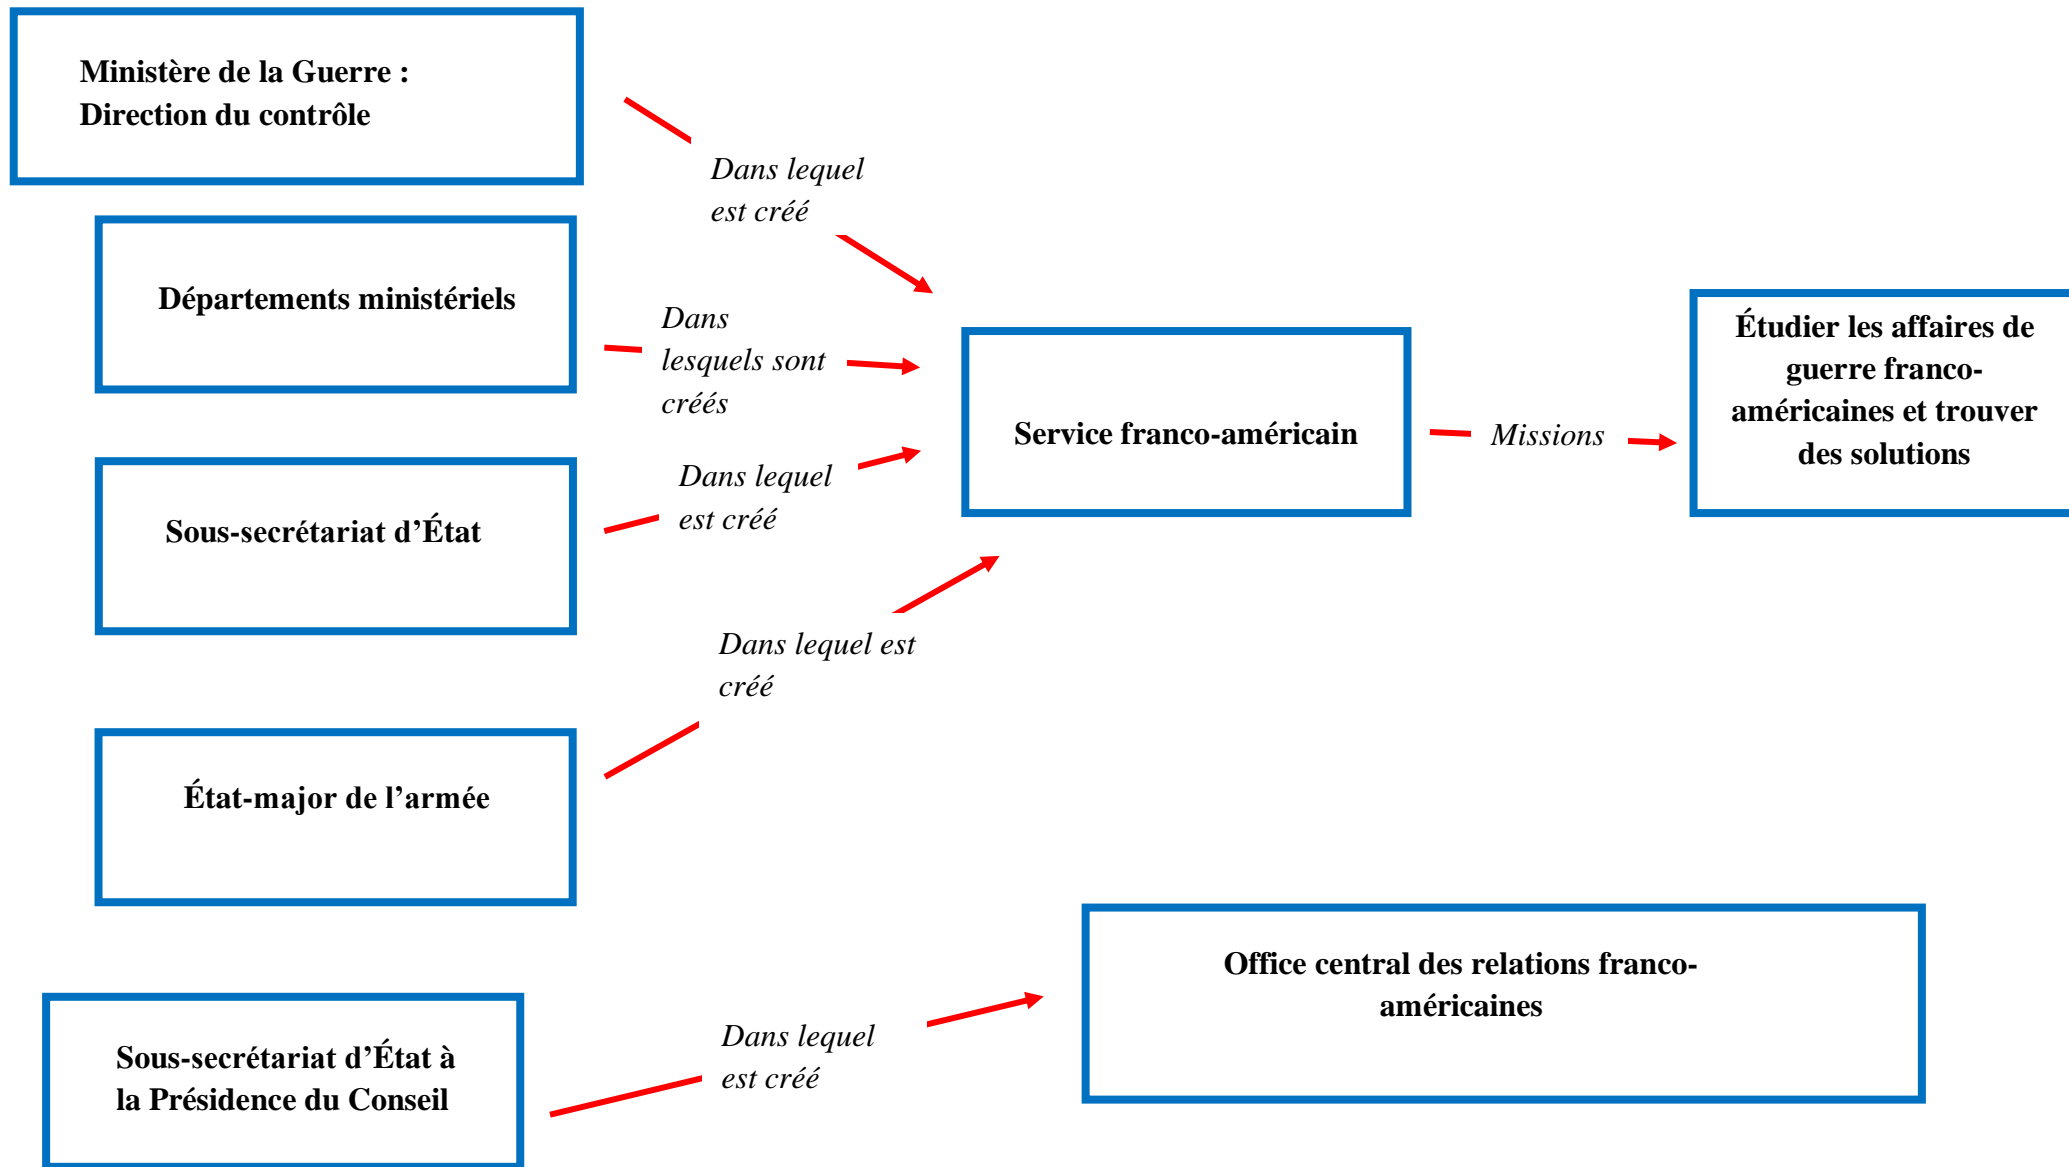 Ministère de la Guerre :
Direction du contrôle
Dans lequel
est créé
Départements ministériels
Dans
lesquels sont
créés
Sous-secrétariat d’État
Dans lequel
est créé
État-major de l’armée
Dans lequel est
créé
Service franco-américain
Missions
Étudier les affaires de
guerre franco-
américaines et trouver
des solutions
Sous-secrétariat d’État à
la Présidence du Conseil
Dans lequel
est créé
Office central des relations franco-
américaines